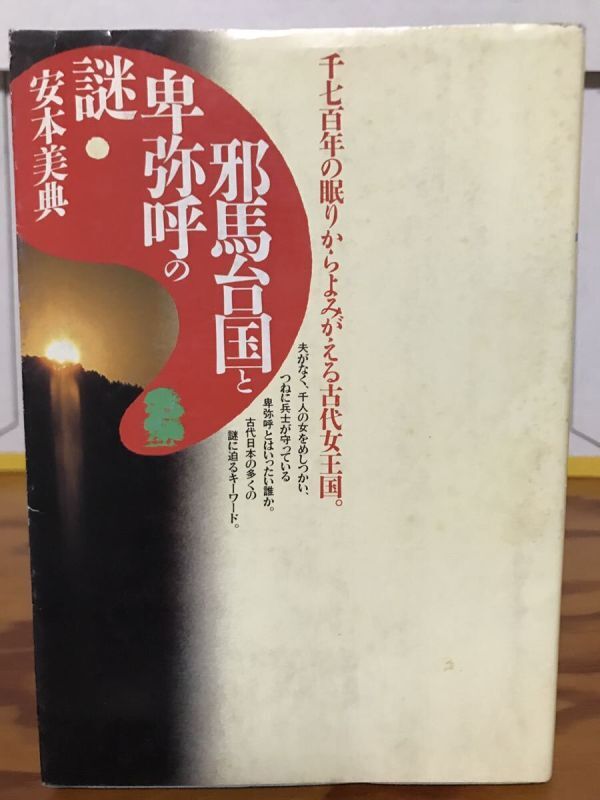 千七百年の眠りからよみがえる古代女王国。
夫がなく、千人の女をめしつかい、
つねに兵士が守っている
卑弥呼とはいったい誰か。
古代日本の多くの
謎に迫るキーワード。
邪馬台国と
卑弥呼の
謎・
安本美典